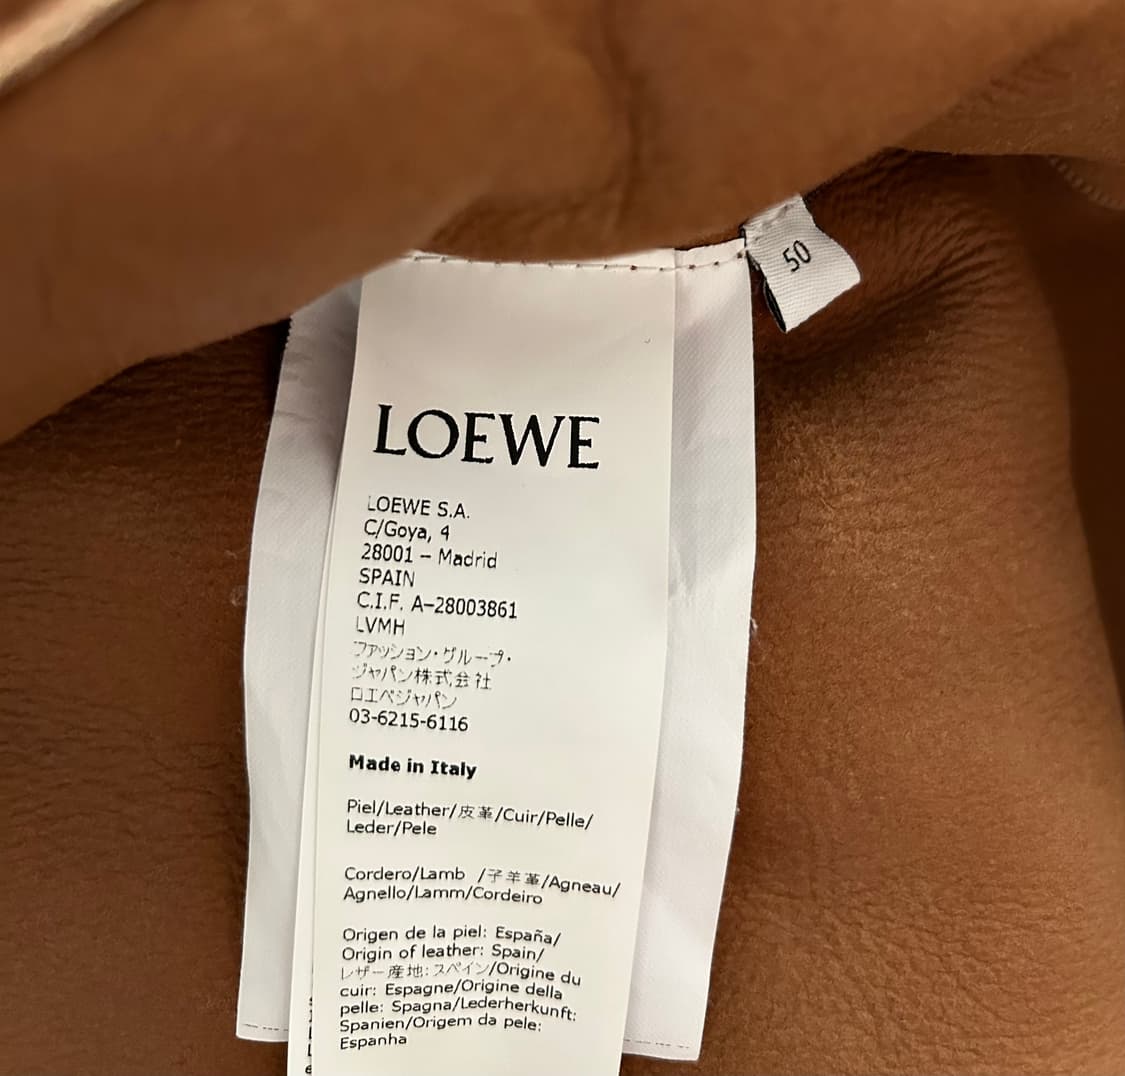 50
LOEWE
LOEWE S.A.
C/Goya, 4
28001 – Madrid
SPAIN
C.I.F. A–28003861
LVMH
ファッション・グループ・
ジャパン株式会社
ロエベジャパン
03-6215-6116
Made in Italy
Piel/Leather/皮革/Cuir/Pelle/
Leder/Pele
Cordero/Lamb /子羊革/Agneau/
Agnello/Lamm/Cordeiro
Origen de la piel: España/
Origin of leather: Spain/
レザー産地: スペイン/Origine du
cuir: Espagne/Origine della
pelle: Spagna/Lederherkunft:
Spanien/Origem da pele:
Espanha